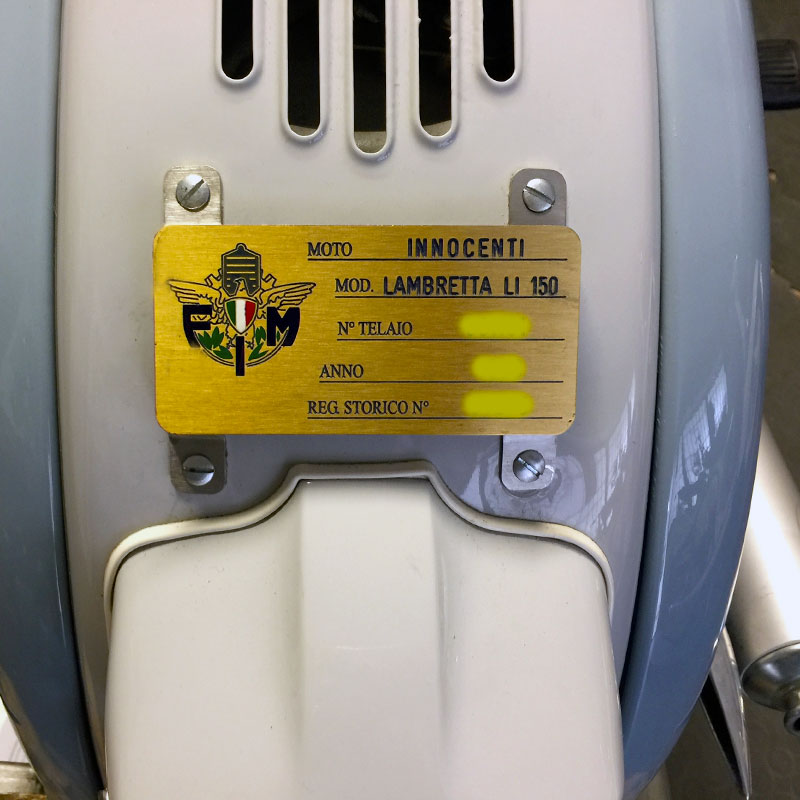 MOTO INNOCENTI
MOD. LAMBRETTA LI 150
N° TELAIO
ANNO
REG. STORICO N°
F I M